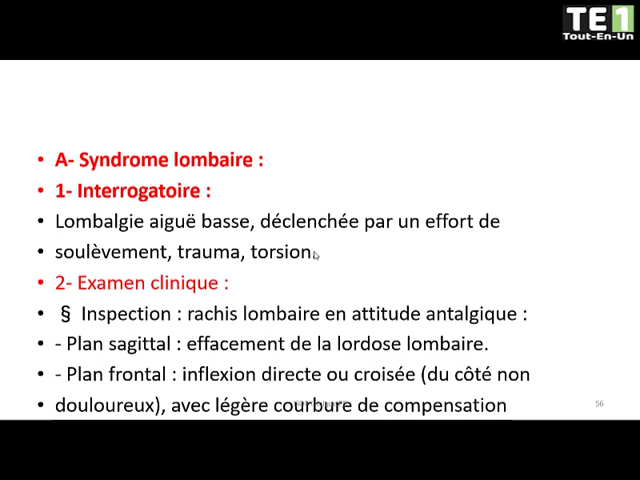 TE1
Tout-En-Un
• A- Syndrome lombaire :
• 1- Interrogatoire :
• Lombalgie aiguë basse, déclenchée par un effort de
• soulèvement, trauma, torsion.
• 2- Examen clinique :
• § Inspection : rachis lombaire en attitude antalgique :
• - Plan sagittal : effacement de la lordose lombaire.
• - Plan frontal : inflexion directe ou croisée (du côté non
• douloureux), avec légère courbure de compensation
56